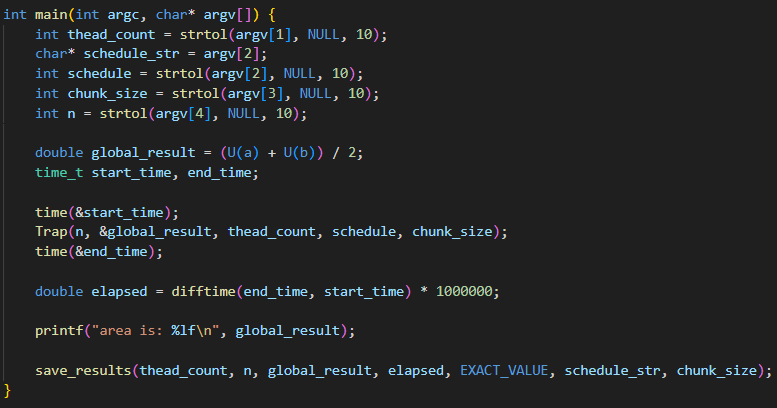 int main(int argc, char* argv[]) {
    int thead_count = strtol(argv[1], NULL, 10);
    char* schedule_str = argv[2];
    int schedule = strtol(argv[2], NULL, 10);
    int chunk_size = strtol(argv[3], NULL, 10);
    int n = strtol(argv[4], NULL, 10);

    double global_result = (U(a) + U(b)) / 2;
    time_t start_time, end_time;

    time(&start_time);
    Trap(n, &global_result, thead_count, schedule, chunk_size);
    time(&end_time);

    double elapsed = difftime(end_time, start_time) * 1000000;

    printf("area is: %lf\n", global_result);

    save_results(thead_count, n, global_result, elapsed, EXACT_VALUE, schedule_str, chunk_size);
}